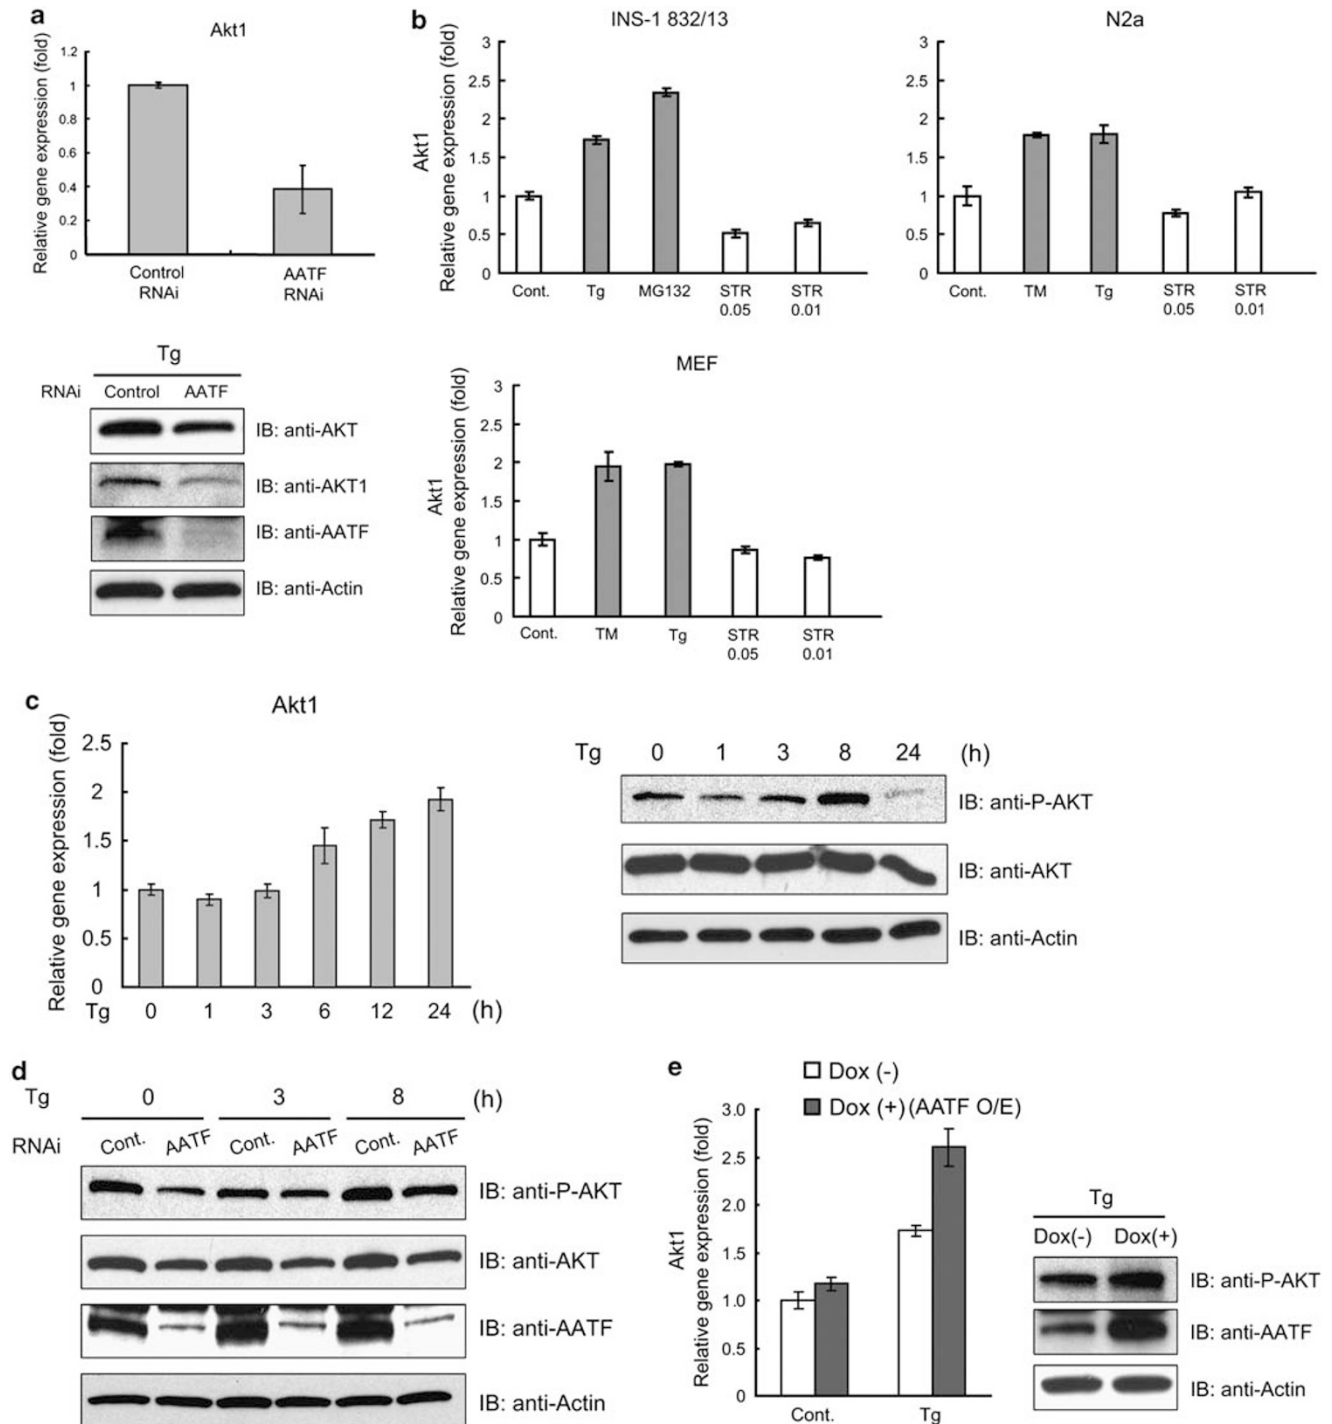 a
Akt1
Relative gene expression (fold)
1.2
1
0.8
0.6
0.4
0.2
0
Control
RNAi
AATF
RNAi
Tg
RNAi Control AATF
IB: anti-AKT
IB: anti-AKT1
IB: anti-AATF
IB: anti-Actin
b
INS-1 832/13
Akt1
Relative gene expression (fold)
3
2.5
2
1.5
1
0.5
0
Cont. Tg MG132 STR STR
0.05 0.01
N2a
3
2.5
2
1.5
1
0.5
0
Cont. TM Tg STR STR
0.05 0.01
MEF
Akt1
Relative gene expression (fold)
3
2.5
2
1.5
1
0.5
0
Cont. TM Tg STR STR
0.05 0.01
c
Akt1
Relative gene expression (fold)
2.5
2
1.5
1
0.5
0
Tg 0 1 3 6 12 24 (h)
Tg 0 1 3 8 24 (h)
IB: anti-P-AKT
IB: anti-AKT
IB: anti-Actin
d
Tg 0 3 8 (h)
RNAi Cont. AATF Cont. AATF Cont. AATF
IB: anti-P-AKT
IB: anti-AKT
IB: anti-AATF
IB: anti-Actin
e
Dox (-)
Dox (+) (AATF O/E)
Akt1
Relative gene expression (fold)
3.0
2.5
2.0
1.5
1.0
0.5
0
Cont. Tg
Tg
Dox(-) Dox(+)
IB: anti-P-AKT
IB: anti-AATF
IB: anti-Actin